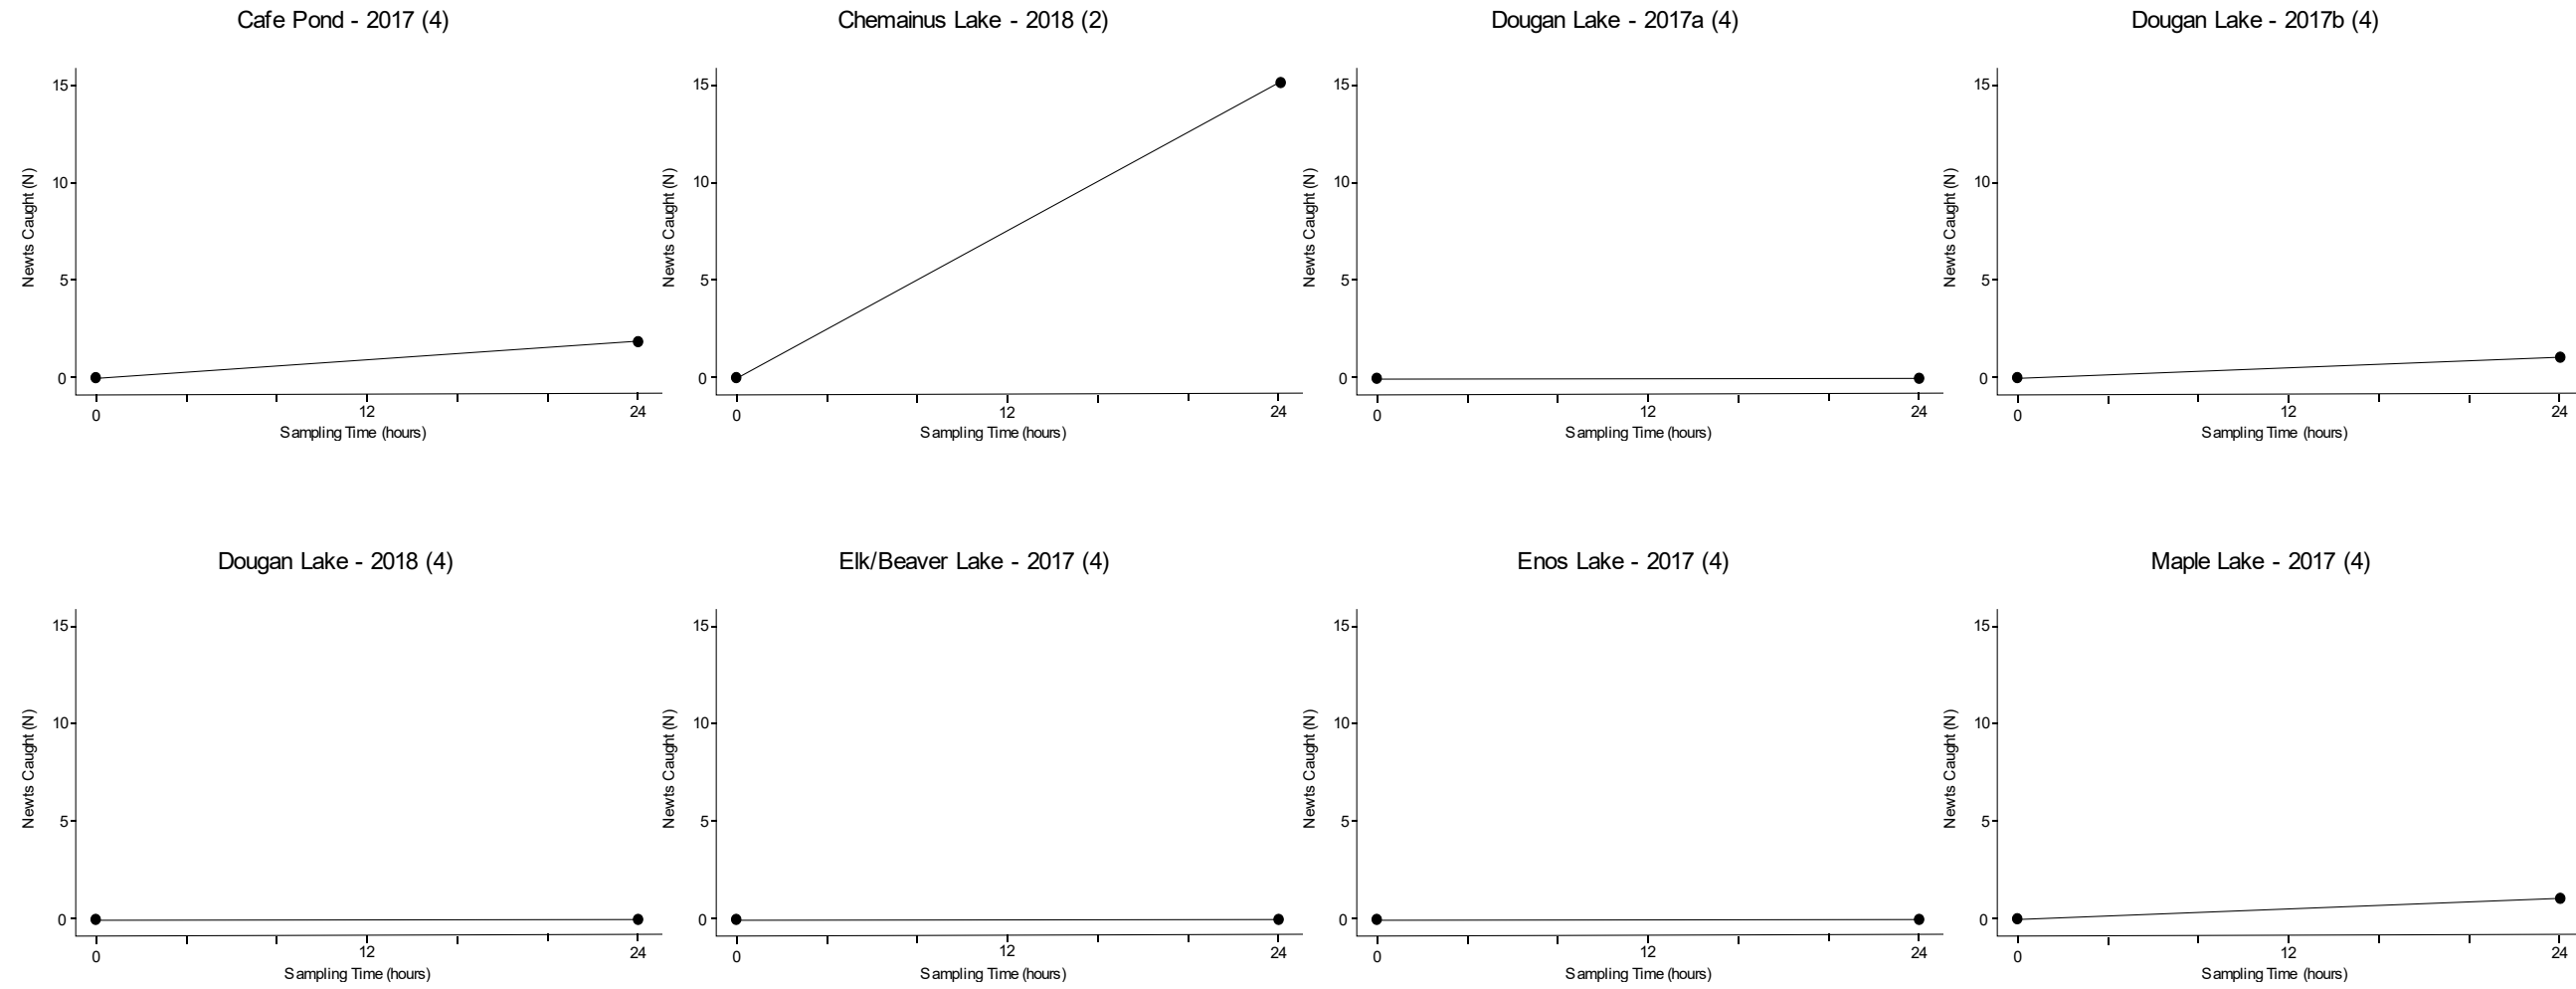 Cafe Pond - 2017 (4)
Chemainus Lake - 2018 (2)
Dougan Lake - 2017a (4)
Dougan Lake - 2017b (4)
Newts Caught (N)
15
10
5
0
0
12
24
Sampling Time (hours)
Newts Caught (N)
15
10
5
0
0
12
24
Sampling Time (hours)
Newts Caught (N)
15
10
5
0
0
12
24
Sampling Time (hours)
Newts Caught (N)
15
10
5
0
0
12
24
Sampling Time (hours)
Dougan Lake - 2018 (4)
Elk/Beaver Lake - 2017 (4)
Enos Lake - 2017 (4)
Maple Lake - 2017 (4)
Newts Caught (N)
15
10
5
0
0
12
24
Sampling Time (hours)
Newts Caught (N)
15
10
5
0
0
12
24
Sampling Time (hours)
Newts Caught (N)
15
10
5
0
0
12
24
Sampling Time (hours)
Newts Caught (N)
15
10
5
0
0
12
24
Sampling Time (hours)